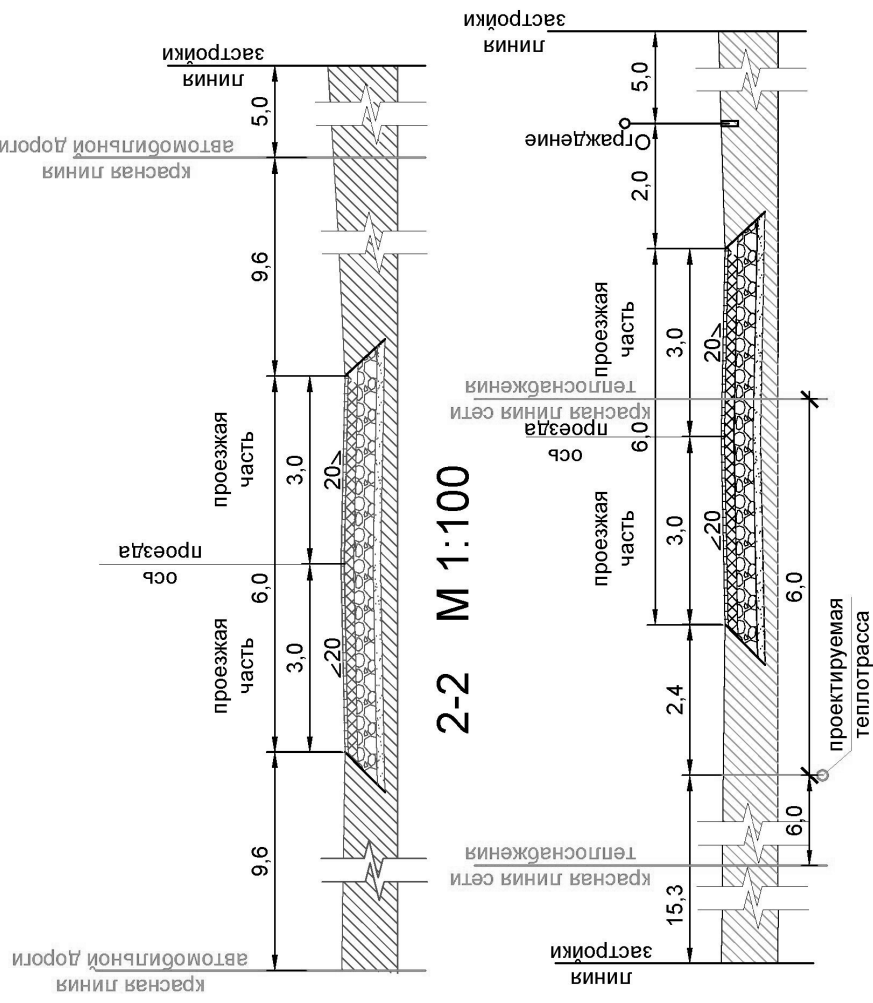 линия
застройки
5,0
красная линия
автомобильной дороги
9,6
проезжая
часть
3,0
20
6,0
ось
проезда
проезжая
часть
3,0
20
9,6
красная линия
автомобильной дороги
2-2 М 1:100
линия
застройки
5,0
Ограждение
2,0
проезжая
часть
3,0
20
красная линия сети
теплоснабжения
6,0
ось
проезда
проезжая
часть
3,0
20
6,0
2,4
проектируемая
теплотрасса
6,0
красная линия сети
теплоснабжения
15,3
линия
застройки